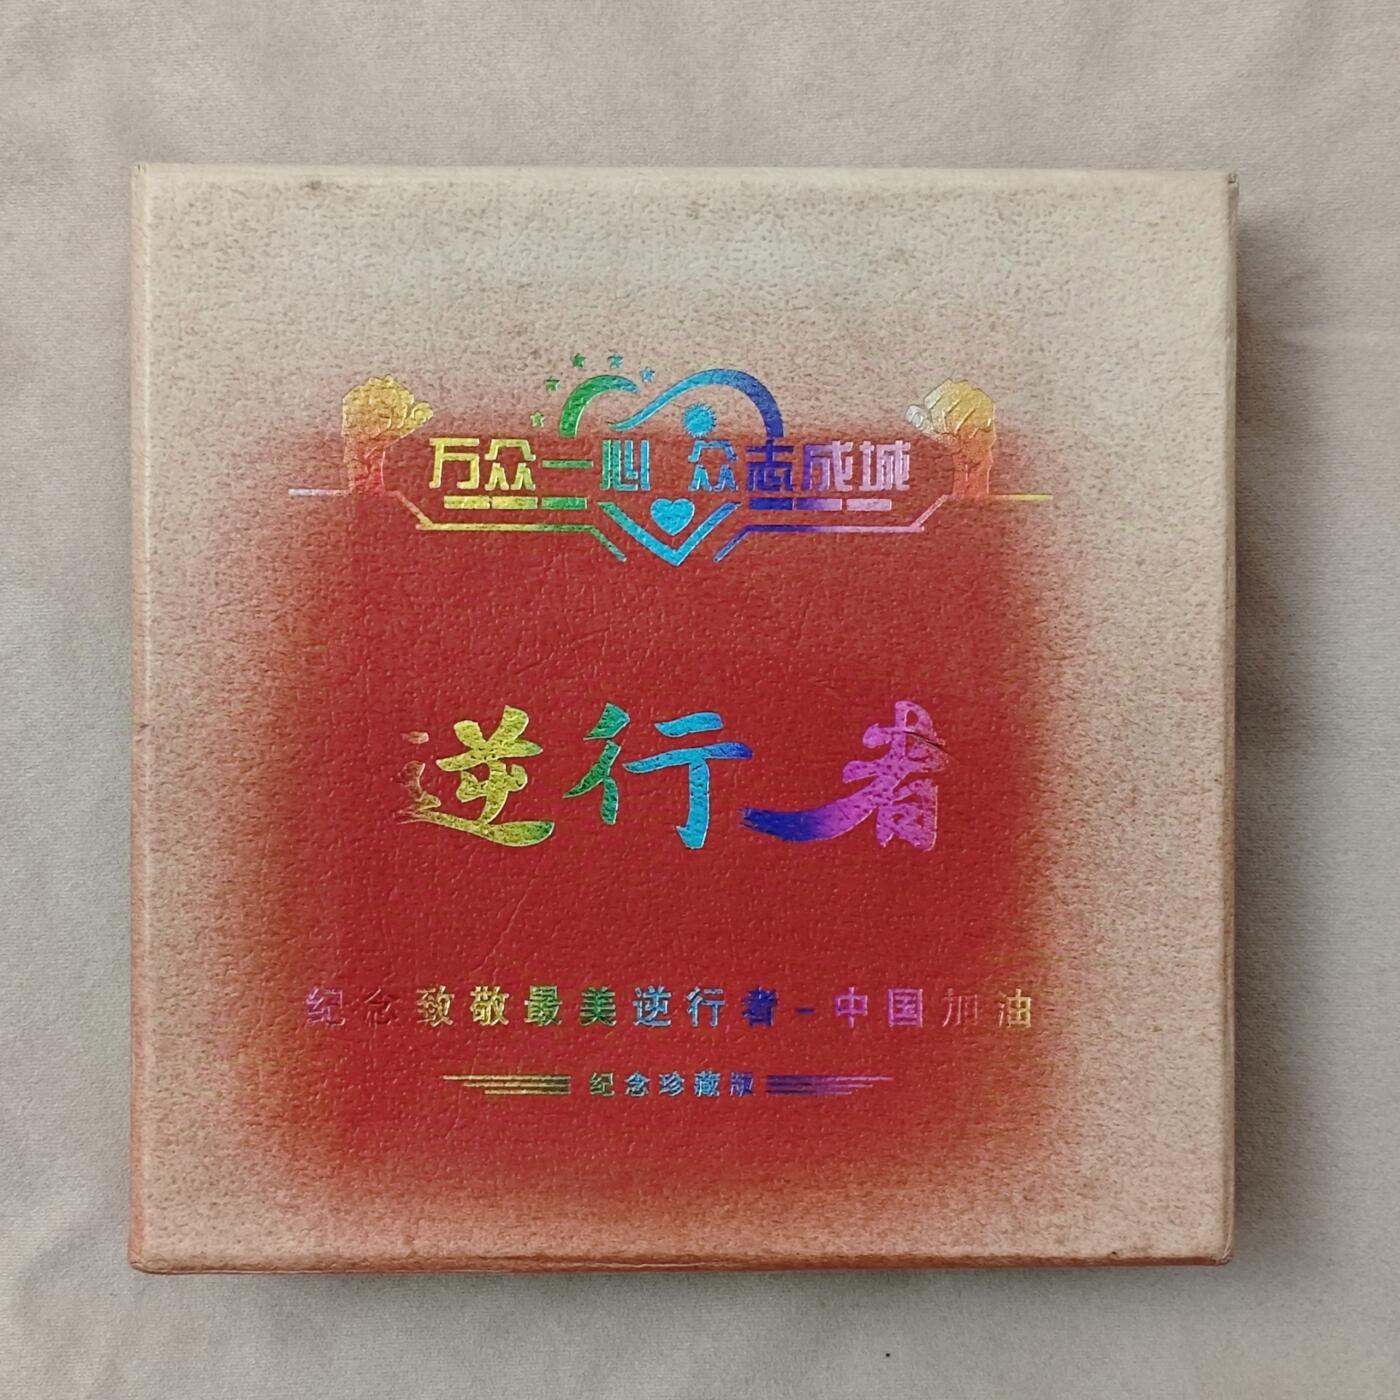 万众一心 众志成城
逆行者
纪念致敬最美逆行者-中国加油
纪念珍藏版